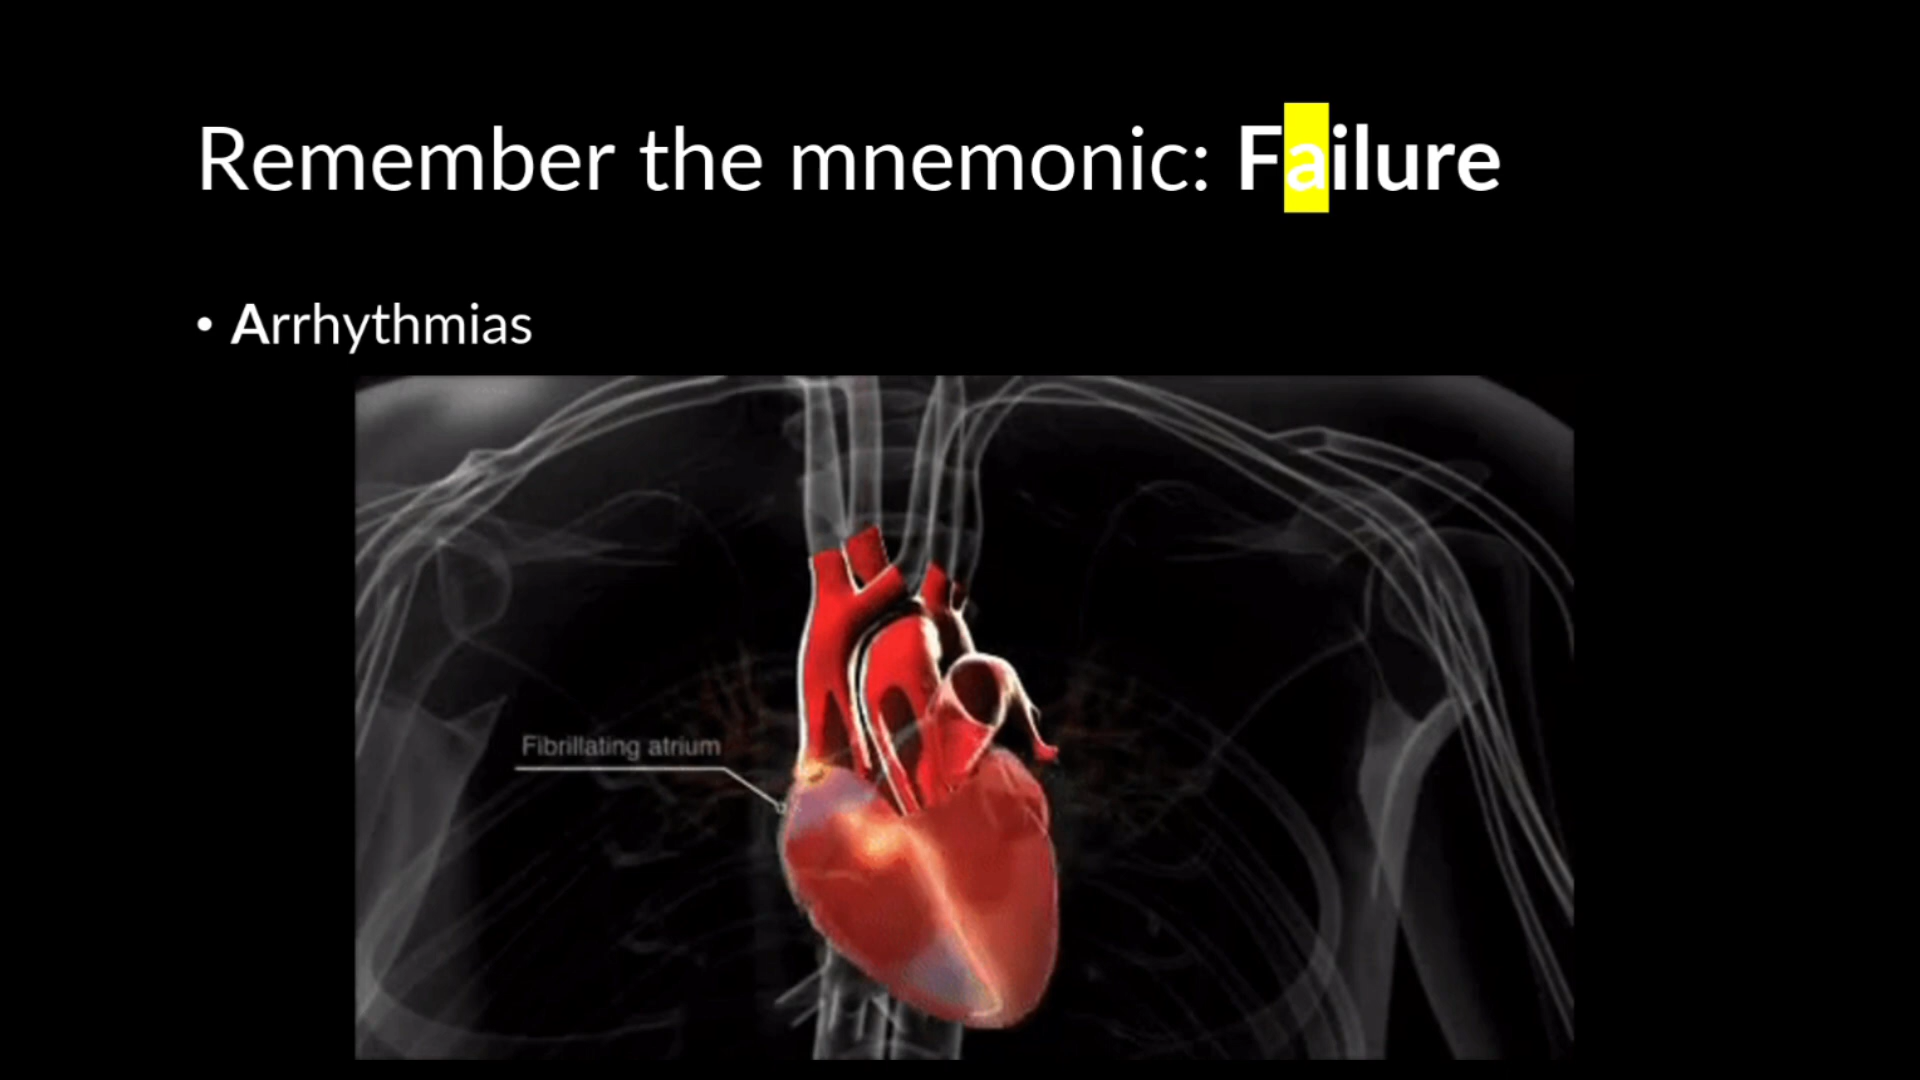 Remember the mnemonic: Failure
• Arrhythmias
Fibrillating atrium